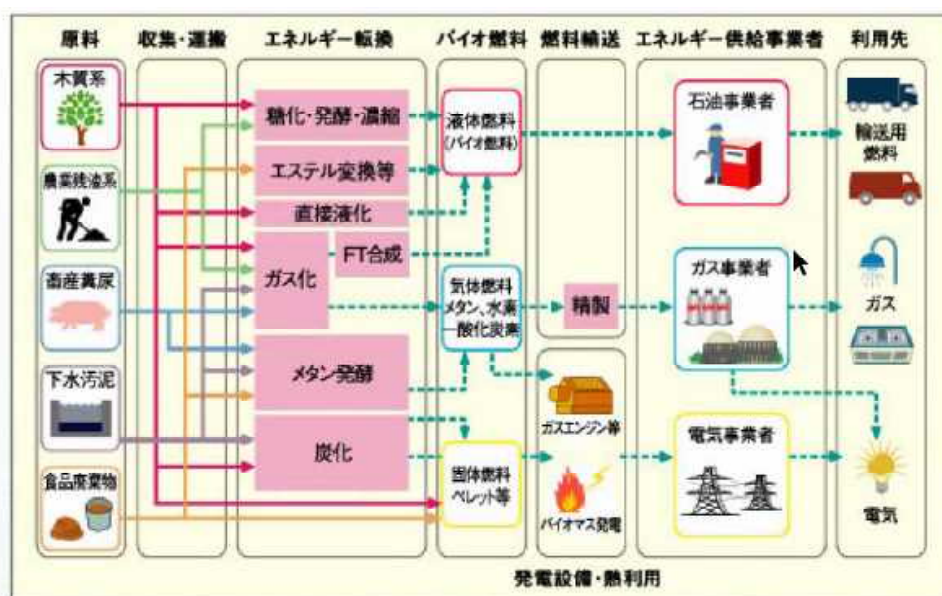 原料
収集・運搬
エネルギー転換
バイオ燃料
燃料輸送
エネルギー供給事業者
利用先
木質系
農業残渣系
畜産糞尿
下水汚泥
食品廃棄物
糖化・発酵・濃縮
エステル変換等
直接液化
ガス化
FT合成
メタン発酵
炭化
液体燃料
(バイオ燃料)
気体燃料
メタン、水素
一酸化炭素
固体燃料
ペレット等
精製
ガスエンジン等
バイオマス発電
石油事業者
ガス事業者
電気事業者
輸送用
燃料
ガス
電気
発電設備・熱利用